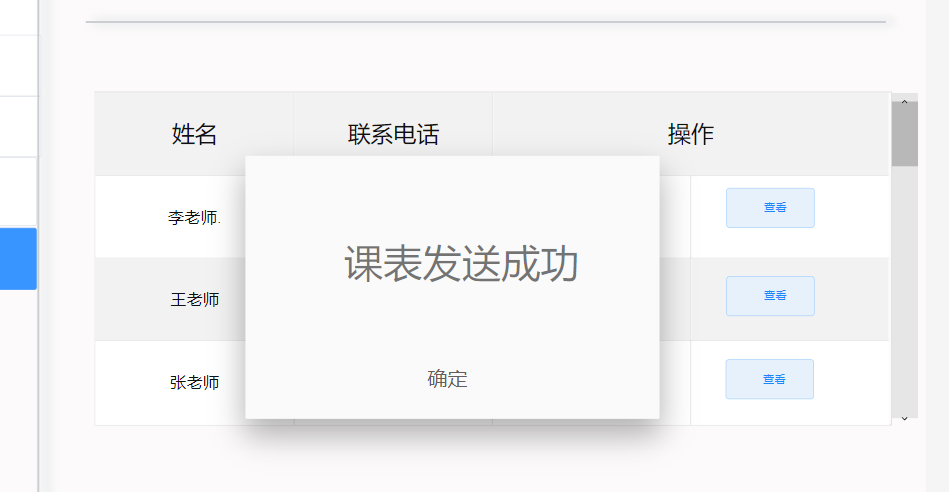 姓名 联系电话 操作
李老师. 查看
课表发送成功
王老师 查看
张老师 查看
确定